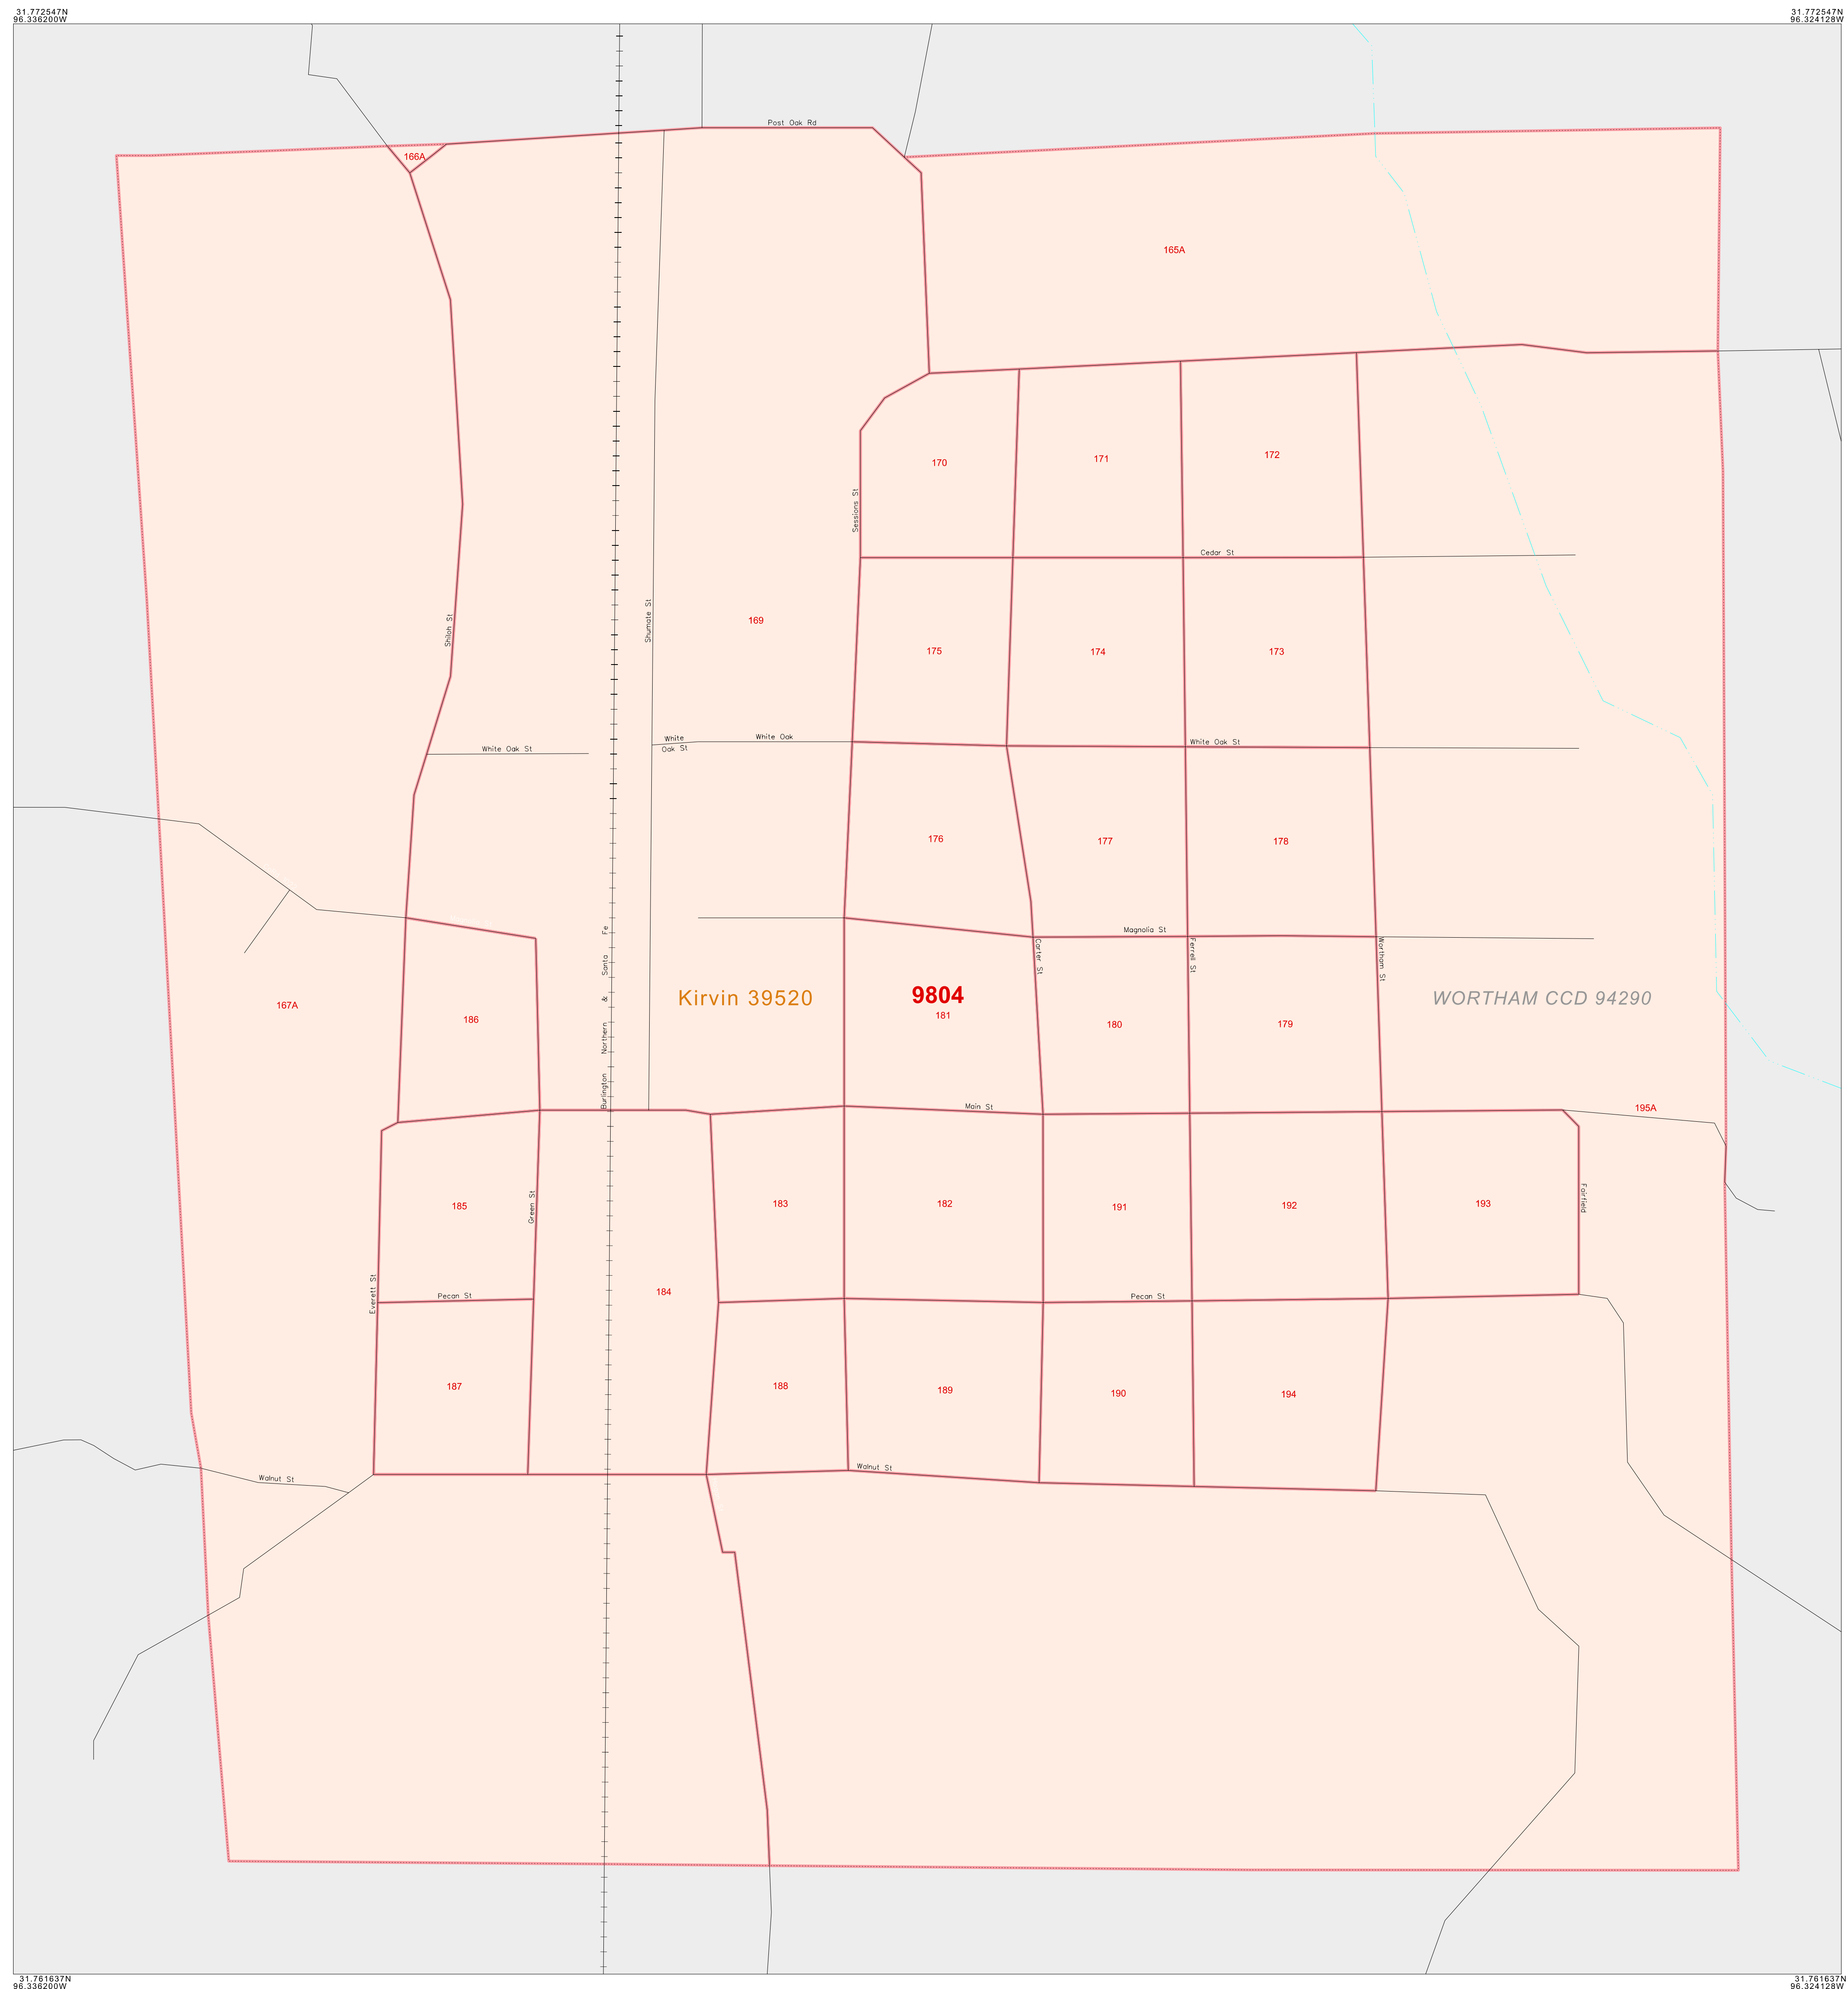 31.772547N
96.336200W
31.772547N
96.324128W
Post Oak Rd
166A
165A
170
171
172
Sessions St
Cedar St
Shumate St
Shiloh St
169
175
174
173
White Oak St
White
Oak St
White Oak
White Oak St
176
177
178
Magnolia St
Carter St
Ferrell St
Wortham St
Burlington Northern & Santa Fe
Kirvin 39520
9804
181
WORTHAM CCD 94290
167A
186
180
179
Main St
195A
185
Green St
183
182
191
192
193
Fairfield
Everett St
Pecan St
184
Pecan St
187
188
189
190
194
Walnut St
Walnut St
31.761637N
96.336200W
31.761637N
96.324128W